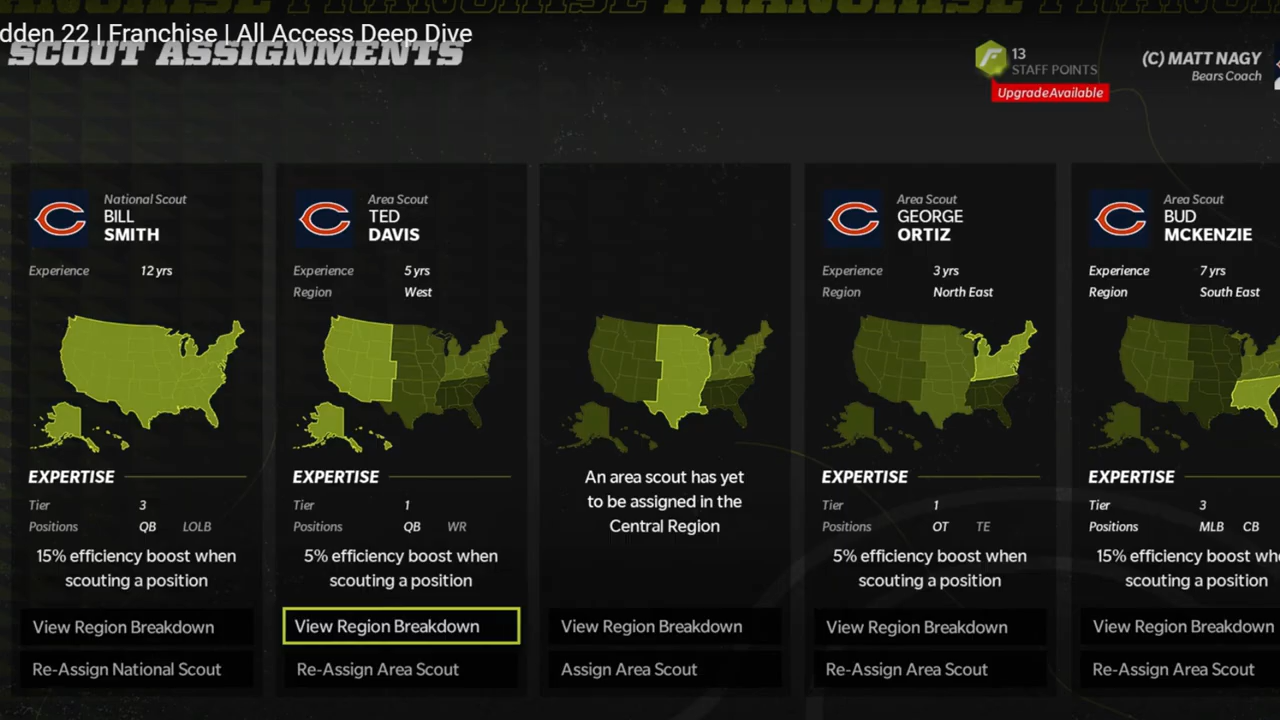 FRANCHISE FRANCHISE FRANCHISE FRANCHISE
dden 22 | Franchise | All Access Deep Dive
SCOUT ASSIGNMENTS
13
STAFF POINTS
Upgrade Available
(C) MATT NAGY
Bears Coach
National Scout
BILL
SMITH
Experience 12 yrs
EXPERTISE
Tier 3
Positions QB LOLB
15% efficiency boost when
scouting a position
View Region Breakdown
Re-Assign National Scout
Area Scout
TED
DAVIS
Experience 5 yrs
Region West
EXPERTISE
Tier 1
Positions QB WR
5% efficiency boost when
scouting a position
View Region Breakdown
Re-Assign Area Scout
An area scout has yet
to be assigned in the
Central Region
View Region Breakdown
Assign Area Scout
Area Scout
GEORGE
ORTIZ
Experience 3 yrs
Region North East
EXPERTISE
Tier 1
Positions OT TE
5% efficiency boost when
scouting a position
View Region Breakdown
Re-Assign Area Scout
Area Scout
BUD
MCKENZIE
Experience 7 yrs
Region South East
EXPERTISE
Tier 3
Positions MLB CB
15% efficiency boost wh
scouting a position
View Region Breakdown
Re-Assign Area Scout